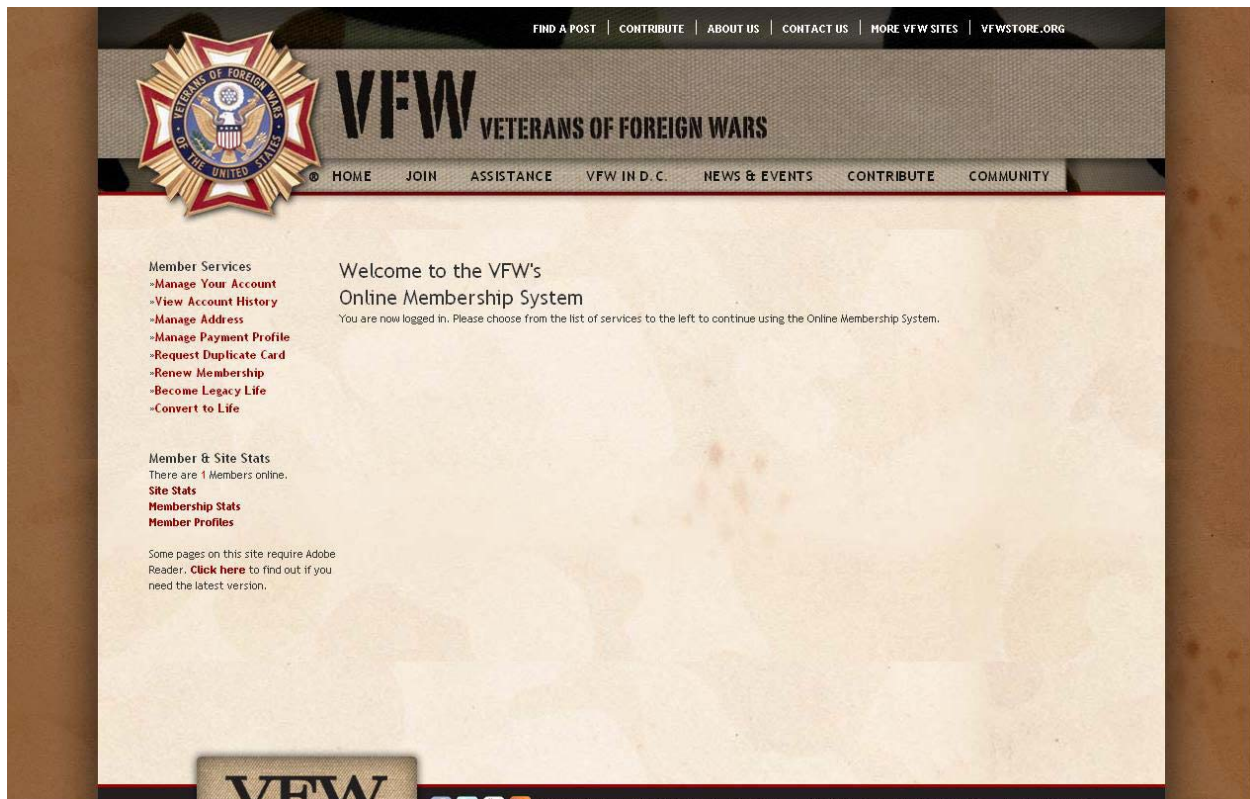 FIND A POST | CONTRIBUTE | ABOUT US | CONTACT US | MORE VFW SITES | VFWSTORE.ORG
VETERANS OF FOREIGN WARS
OF THE UNITED STATES
VFW VETERANS OF FOREIGN WARS
® HOME JOIN ASSISTANCE VFW IN D.C. NEWS & EVENTS CONTRIBUTE COMMUNITY
Member Services
»Manage Your Account
»View Account History
»Manage Address
»Manage Payment Profile
»Request Duplicate Card
»Renew Membership
»Become Legacy Life
»Convert to Life
Member & Site Stats
There are 1 Members online.
Site Stats
Membership Stats
Member Profiles
Some pages on this site require Adobe
Reader. Click here to find out if you
need the latest version.
Welcome to the VFW's
Online Membership System
You are now logged in. Please choose from the list of services to the left to continue using the Online Membership System.
VFW